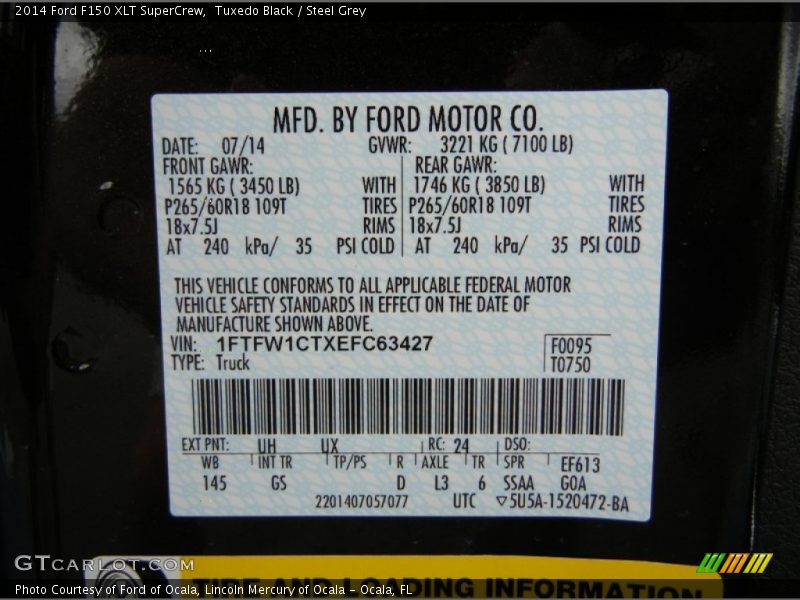 2014 Ford F150 XLT SuperCrew,  Tuxedo Black / Steel Grey
MFD. BY FORD MOTOR CO.
DATE: 07/14 GVWR: 3221 KG ( 7100 LB)
FRONT GAWR: REAR GAWR:
1565 KG ( 3450 LB) WITH 1746 KG ( 3850 LB) WITH
P265/60R18 109T TIRES P265/60R18 109T TIRES
18x7.5J RIMS 18x7.5J RIMS
AT 240 kPa/ 35 PSI COLD AT 240 kPa/ 35 PSI COLD
THIS VEHICLE CONFORMS TO ALL APPLICABLE FEDERAL MOTOR
VEHICLE SAFETY STANDARDS IN EFFECT ON THE DATE OF
MANUFACTURE SHOWN ABOVE.
VIN: 1FTFW1CTXEFC63427 F0095
TYPE: Truck T0750
EXT PNT: UH UX RC: 24 DSO:
WB INT TR TP/PS R AXLE TR SPR EF613
145 GS D L3 6 SSAA GOA
2201407057077 UTC ▽5U5A-1520472-BA
GTCARLOT.COM
TIRE AND LOADING INFORMATION
Photo Courtesy of Ford of Ocala, Lincoln Mercury of Ocala - Ocala, FL